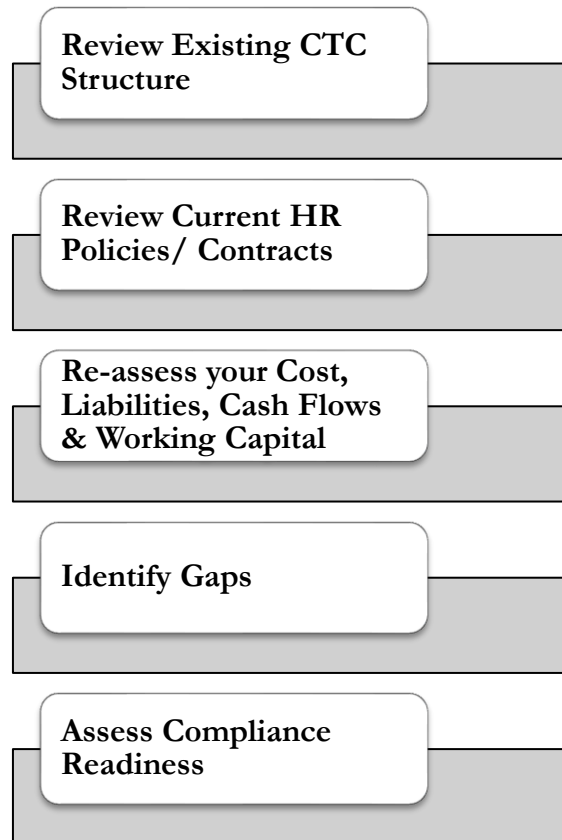 Review Existing CTC
Structure
Review Current HR
Policies/ Contracts
Re-assess your Cost,
Liabilities, Cash Flows
& Working Capital
Identify Gaps
Assess Compliance
Readiness